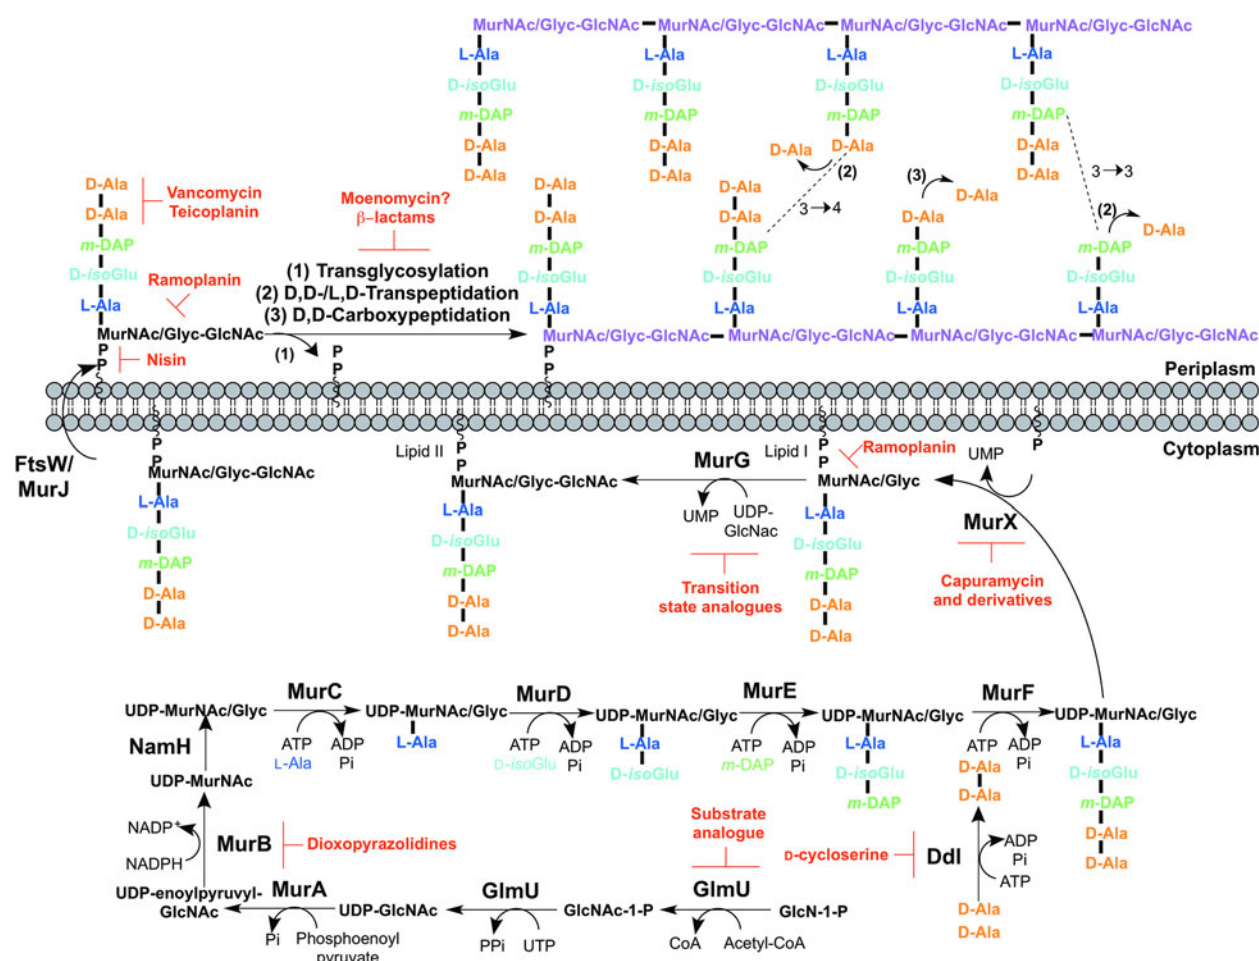 MurNAc/Glyc-GlcNAc MurNAc/Glyc-GlcNAc MurNAc/Glyc-GlcNAc MurNAc/Glyc-GlcNAc
L-Ala L-Ala L-Ala L-Ala
D-isoGlu D-isoGlu D-isoGlu D-isoGlu
m-DAP m-DAP m-DAP m-DAP
D-Ala D-Ala D-Ala D-Ala D-Ala
D-Ala D-Ala (2) D-Ala
3→4
3→3
D-Ala
D-Ala
Vancomycin
Teicoplanin
m-DAP
D-isoGlu
L-Ala
MurNAc/Glyc-GlcNAc
P
P
Ramoplanin
Nisin
Moenomycin?
β-lactams
(1) Transglycosylation
(2) D,D-/L,D-Transpeptidation
(3) D,D-Carboxypeptidation
(1)
P
P
D-Ala D-Ala (3) D-Ala
D-Ala D-Ala D-Ala (2) D-Ala
m-DAP m-DAP m-DAP m-DAP
D-isoGlu D-isoGlu D-isoGlu D-isoGlu
L-Ala L-Ala L-Ala L-Ala
MurNAc/Glyc-GlcNAc MurNAc/Glyc-GlcNAc MurNAc/Glyc-GlcNAc MurNAc/Glyc-GlcNAc
P
P
Periplasm
Cytoplasm
FtsW/
MurJ
P
P
MurNAc/Glyc-GlcNAc
L-Ala
D-isoGlu
m-DAP
D-Ala
D-Ala
Lipid II
P
P
MurNAc/Glyc-GlcNAc
L-Ala
D-isoGlu
m-DAP
D-Ala
D-Ala
MurG
UMP
UDP-
GlcNac
Transition
state analogues
Lipid I
P
P
Ramoplanin
MurNAc/Glyc
L-Ala
D-isoGlu
m-DAP
D-Ala
D-Ala
P
UMP
MurX
Capuramycin
and derivatives
UDP-MurNAc/Glyc
MurC
ATP
L-Ala
ADP
Pi
UDP-MurNAc/Glyc
L-Ala
MurD
ATP
D-isoGlu
ADP
Pi
UDP-MurNAc/Glyc
L-Ala
D-isoGlu
MurE
ATP
m-DAP
ADP
Pi
UDP-MurNAc/Glyc
L-Ala
D-isoGlu
m-DAP
MurF
ATP
ADP
Pi
D-Ala
D-Ala
UDP-MurNAc/Glyc
L-Ala
D-isoGlu
m-DAP
D-Ala
D-Ala
NamH
UDP-MurNAc
NADP+
NADPH
MurB
Dioxopyrazolidines
UDP-enoylpyruvyl-
GlcNAc
MurA
Pi
Phosphoenoyl
pyruvate
UDP-GlcNAc
GlmU
PPi
UTP
GlcNAc-1-P
Substrate
analogue
GlmU
CoA
Acetyl-CoA
GlcN-1-P
D-cycloserine
Ddl
ADP
Pi
ATP
D-Ala
D-Ala